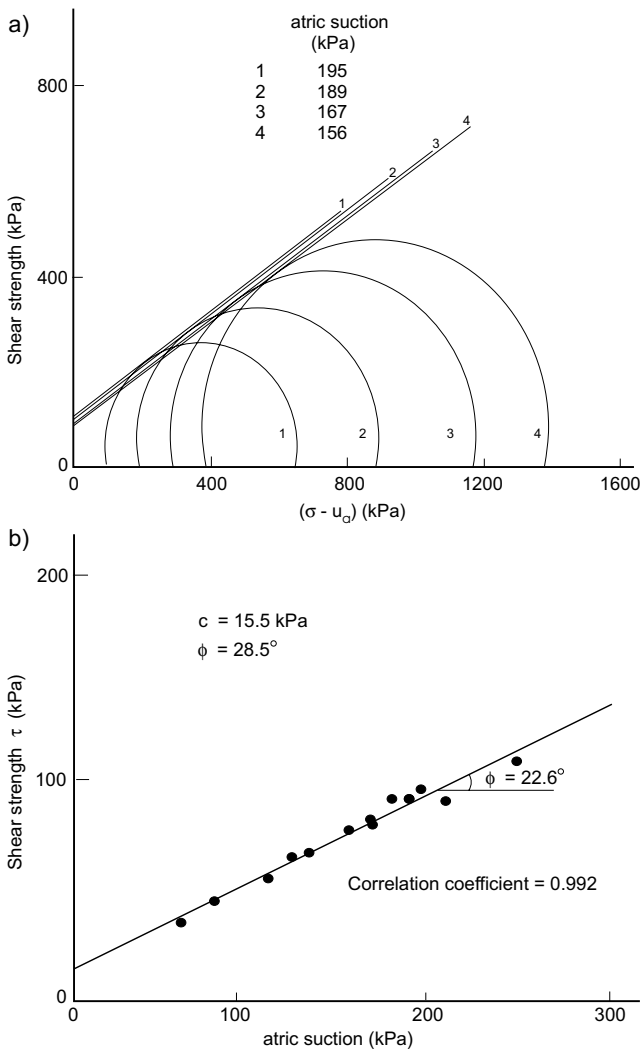 a)
atric suction
(kPa)
1 195
2 189
3 167
4 156
800
400
0
Shear strength (kPa)
1
2
3
4
1
2
3
4
0 400 800 1200 1600
(σ - uₐ) (kPa)
b)
200
100
0
Shear strength τ (kPa)
c = 15.5 kPa
ϕ = 28.5°
ϕ = 22.6°
Correlation coefficient = 0.992
0 100 200 300
atric suction (kPa)